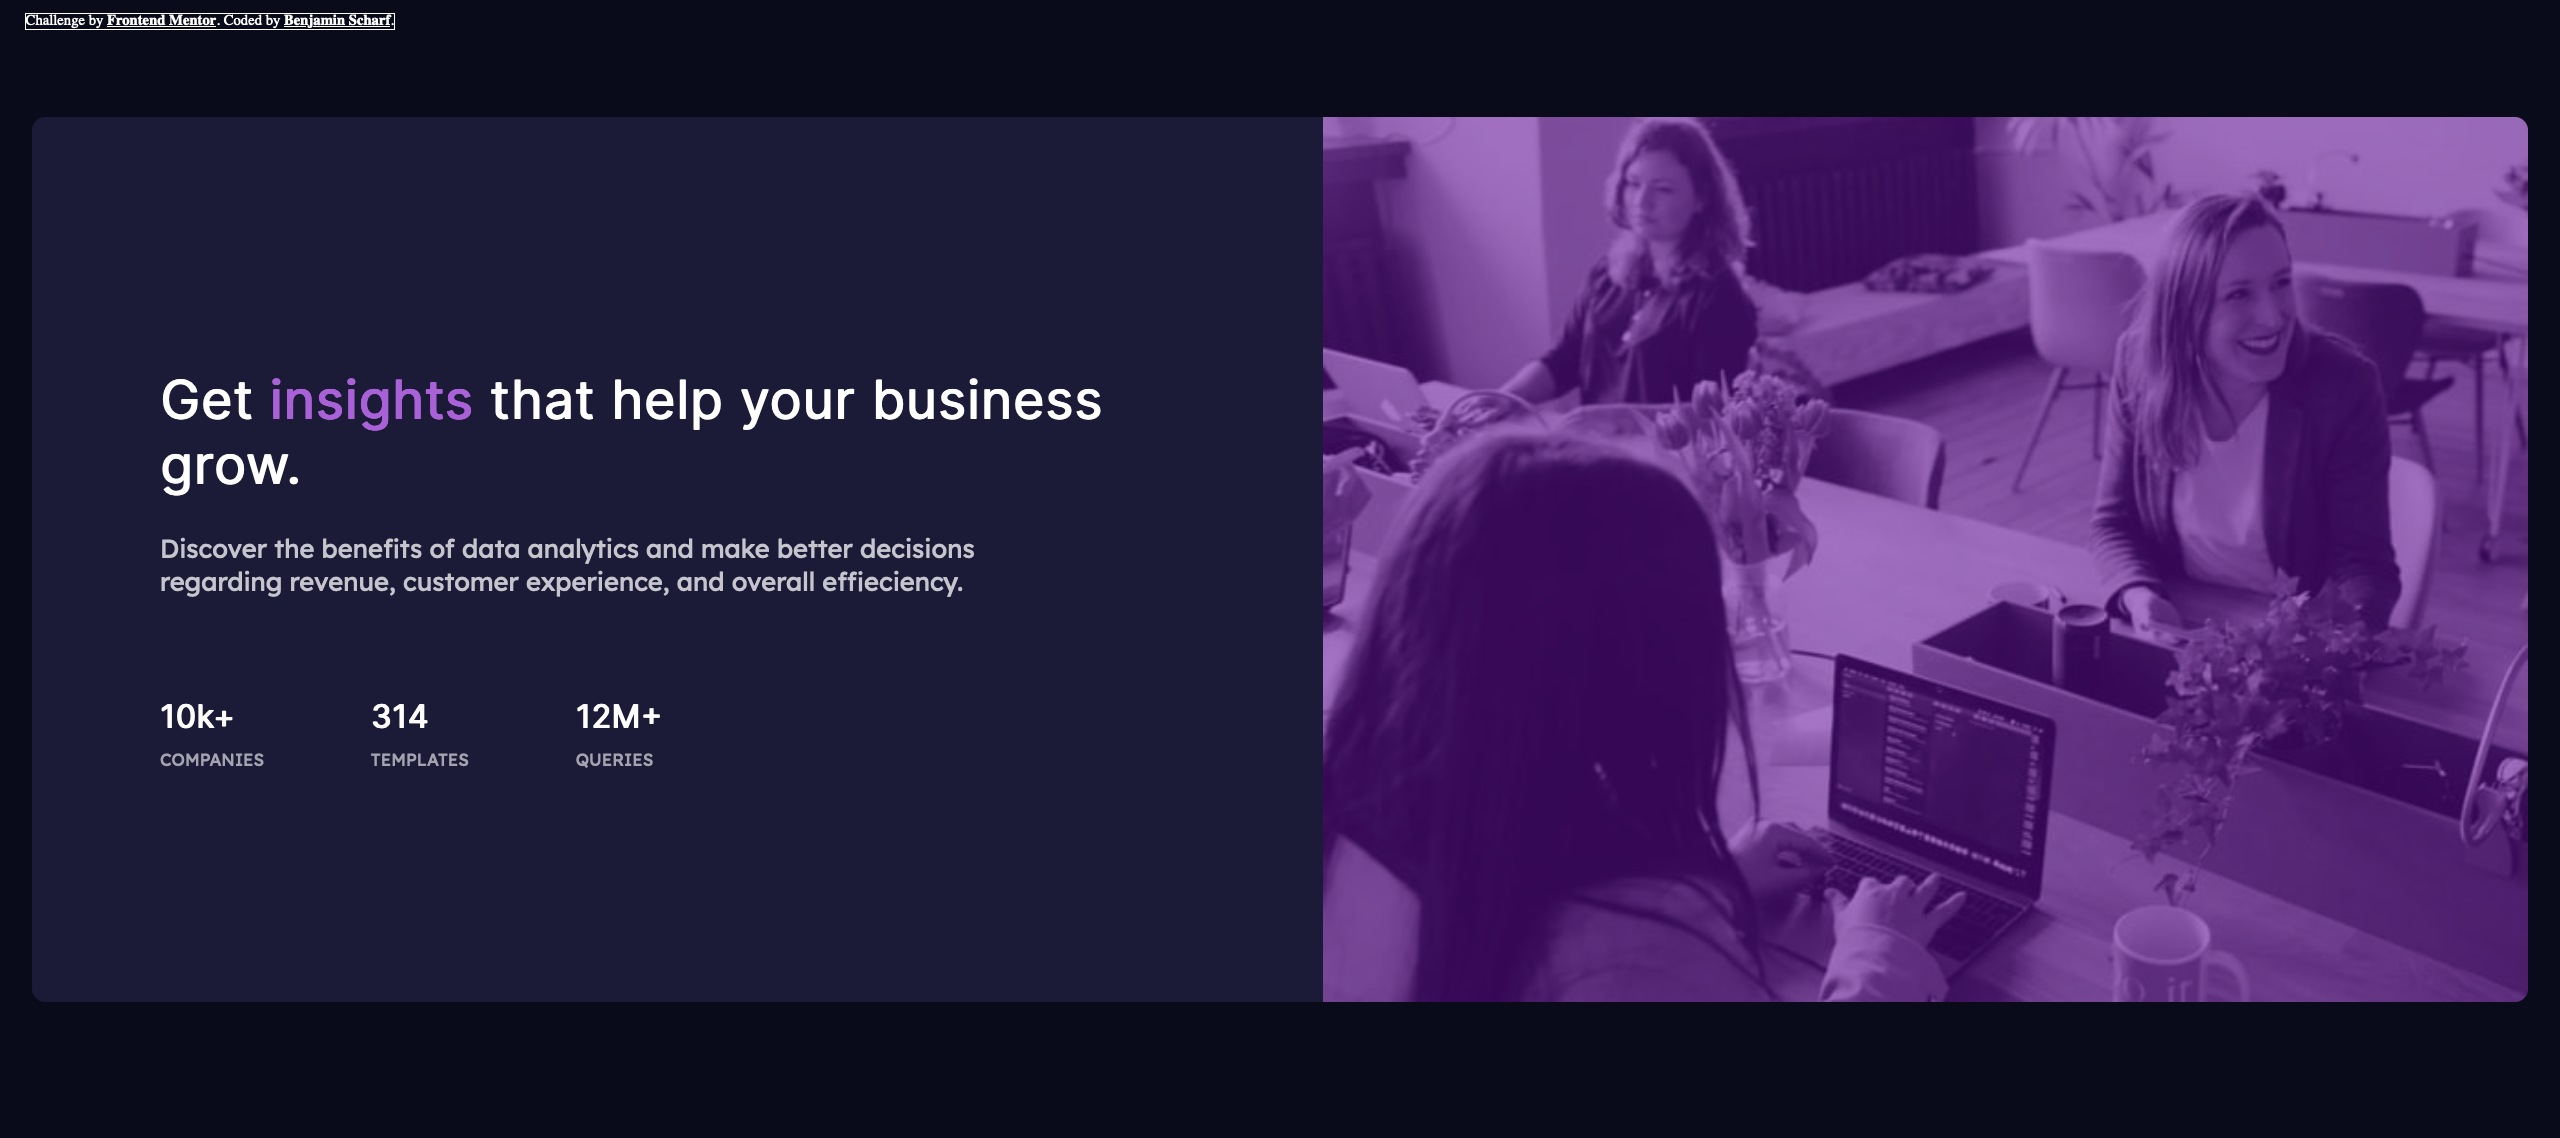 Challenge by Frontend Mentor. Coded by Benjamin Scharf.
Get insights that help your business
grow.
Discover the benefits of data analytics and make better decisions
regarding revenue, customer experience, and overall effieciency.
10k+ 314 12M+
COMPANIES TEMPLATES QUERIES